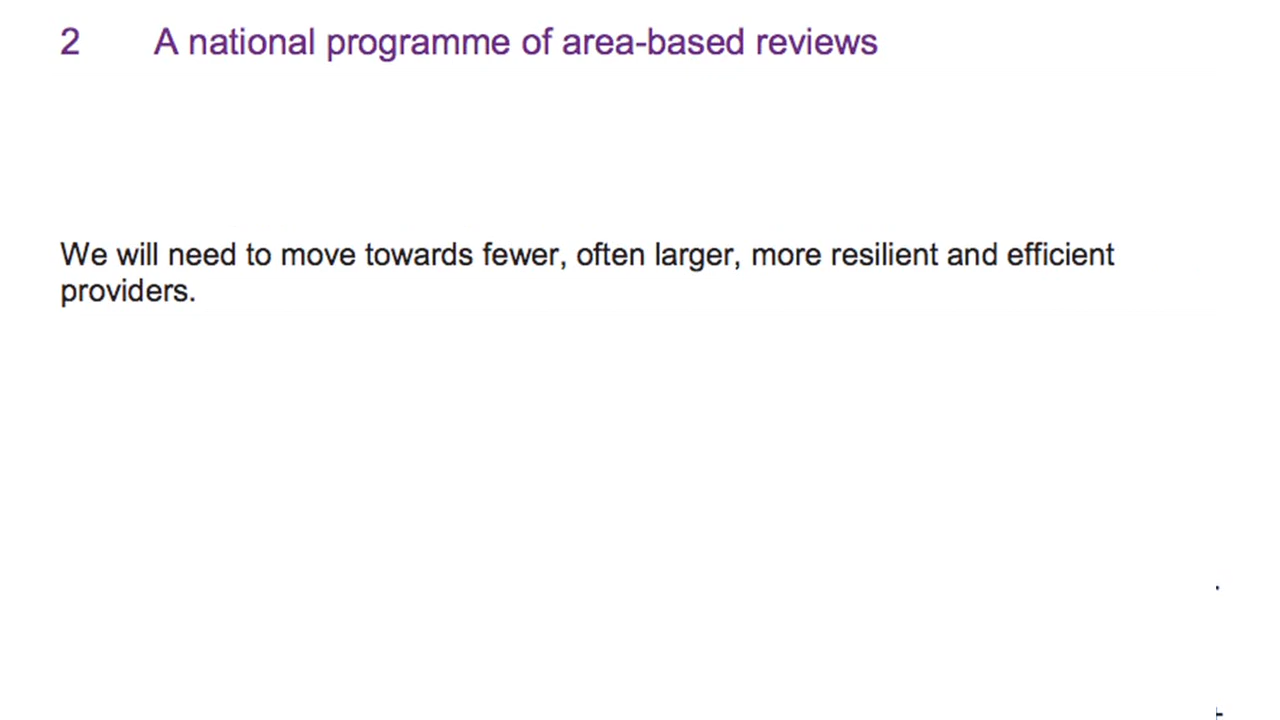 2 A national programme of area-based reviews
We will need to move towards fewer, often larger, more resilient and efficient
providers.